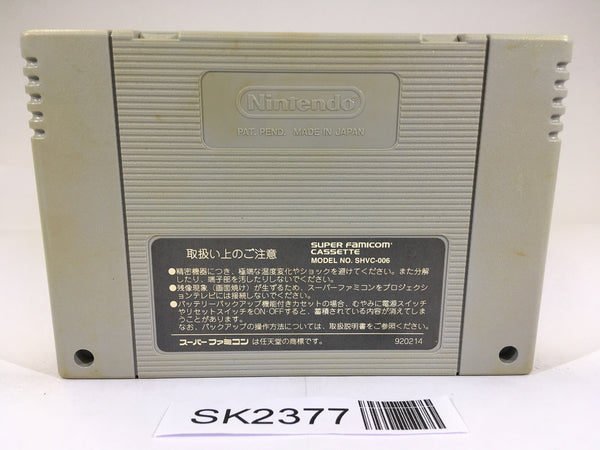 Nintendo
PAT. PEND. MADE IN JAPAN
取扱い上のご注意
SUPER FAMICOM
CASSETTE
MODEL NO. SHVC-006
●精密機器につき、極端な温度変化やショックを避けてください。また分解
したり、端子部を汚したりしないでください。
●残像現象（画面焼け）が生ずるため、スーパーファミコンをプロジェクシ
ョンテレビには接続しないでください。
●バッテリーバックアップ機能付きカセットの場合、むやみに電源スイッチ
やリセットスイッチをON・OFFすると、蓄積されている内容が消えてしま
うことがあります。
なお、バックアップの操作方法については、取扱説明書をご参照ください。
スーパーファミコン は任天堂の商標です。
920214
SK2377